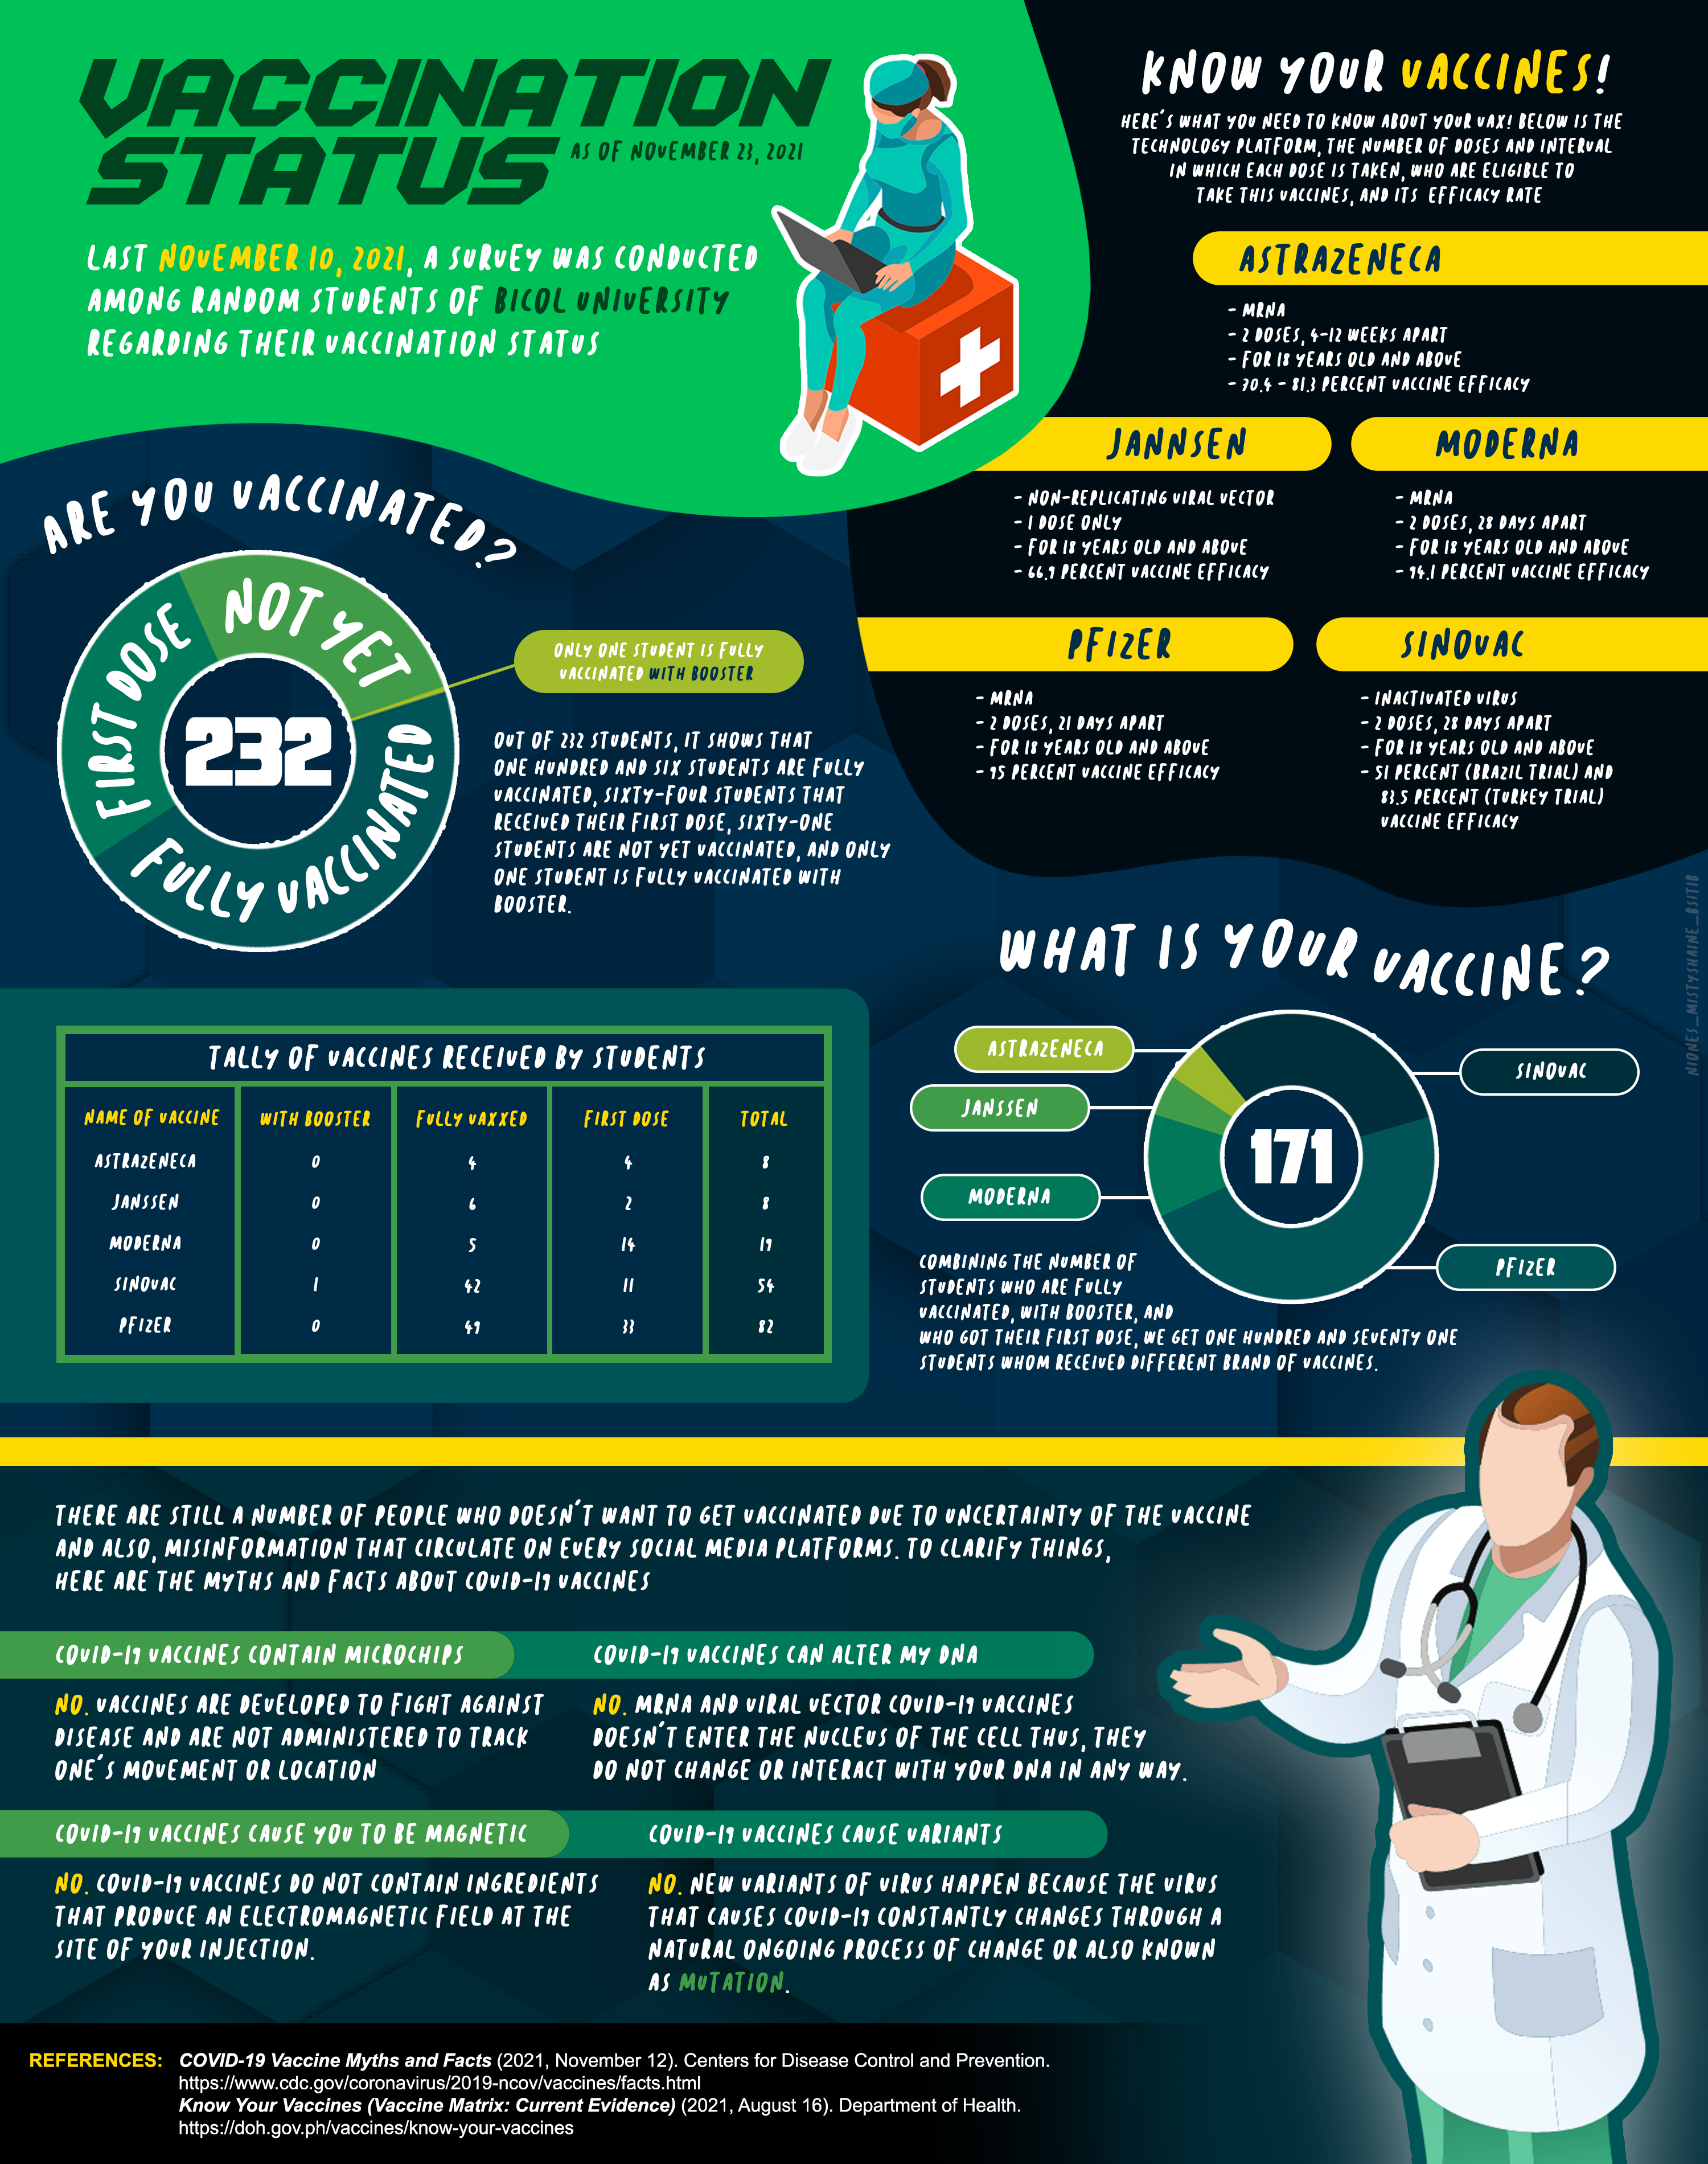 VACCINATION
STATUS AS OF NOVEMBER 23, 2021
LAST NOVEMBER 10, 2021, A SURVEY WAS CONDUCTED
AMONG RANDOM STUDENTS OF BICOL UNIVERSITY
REGARDING THEIR VACCINATION STATUS
KNOW YOUR VACCINES!
HERE'S WHAT YOU NEED TO KNOW ABOUT YOUR VAX! BELOW IS THE
TECHNOLOGY PLATFORM, THE NUMBER OF DOSES AND INTERVAL
IN WHICH EACH DOSE IS TAKEN, WHO ARE ELIGIBLE TO
TAKE THIS VACCINES, AND ITS EFFICACY RATE
ASTRAZENECA
- MRNA
- 2 DOSES, 4-12 WEEKS APART
- FOR 18 YEARS OLD AND ABOVE
- 70.4 - 81.3 PERCENT VACCINE EFFICACY
JANNSEN
- NON-REPLICATING VIRAL VECTOR
- 1 DOSE ONLY
- FOR 18 YEARS OLD AND ABOVE
- 66.9 PERCENT VACCINE EFFICACY
MODERNA
- MRNA
- 2 DOSES, 28 DAYS APART
- FOR 18 YEARS OLD AND ABOVE
- 94.1 PERCENT VACCINE EFFICACY
PFIZER
- MRNA
- 2 DOSES, 21 DAYS APART
- FOR 18 YEARS OLD AND ABOVE
- 95 PERCENT VACCINE EFFICACY
SINOVAC
- INACTIVATED VIRUS
- 2 DOSES, 28 DAYS APART
- FOR 18 YEARS OLD AND ABOVE
- 51 PERCENT (BRAZIL TRIAL) AND
83.5 PERCENT (TURKEY TRIAL)
VACCINE EFFICACY
ARE YOU VACCINATED?
NOT YET
FIRST DOSE
FULLY VACCINATED
232
ONLY ONE STUDENT IS FULLY
VACCINATED WITH BOOSTER
OUT OF 232 STUDENTS, IT SHOWS THAT
ONE HUNDRED AND SIX STUDENTS ARE FULLY
VACCINATED, SIXTY-FOUR STUDENTS THAT
RECEIVED THEIR FIRST DOSE, SIXTY-ONE
STUDENTS ARE NOT YET VACCINATED, AND ONLY
ONE STUDENT IS FULLY VACCINATED WITH
BOOSTER.
NIONES_MISTYSHAINE_BSIT1B
TALLY OF VACCINES RECEIVED BY STUDENTS
NAME OF VACCINE WITH BOOSTER FULLY VAXXED FIRST DOSE TOTAL
ASTRAZENECA 0 4 4 8
JANSSEN 0 6 2 8
MODERNA 0 5 14 19
SINOVAC 1 42 11 54
PFIZER 0 49 33 82
WHAT IS YOUR VACCINE?
ASTRAZENECA
JANSSEN
MODERNA
SINOVAC
PFIZER
171
COMBINING THE NUMBER OF
STUDENTS WHO ARE FULLY
VACCINATED, WITH BOOSTER, AND
WHO GOT THEIR FIRST DOSE, WE GET ONE HUNDRED AND SEVENTY ONE
STUDENTS WHOM RECEIVED DIFFERENT BRAND OF VACCINES.
THERE ARE STILL A NUMBER OF PEOPLE WHO DOESN'T WANT TO GET VACCINATED DUE TO UNCERTAINTY OF THE VACCINE
AND ALSO, MISINFORMATION THAT CIRCULATE ON EVERY SOCIAL MEDIA PLATFORMS. TO CLARIFY THINGS,
HERE ARE THE MYTHS AND FACTS ABOUT COVID-19 VACCINES
COVID-19 VACCINES CONTAIN MICROCHIPS
NO. VACCINES ARE DEVELOPED TO FIGHT AGAINST
DISEASE AND ARE NOT ADMINISTERED TO TRACK
ONE'S MOVEMENT OR LOCATION
COVID-19 VACCINES CAN ALTER MY DNA
NO. MRNA AND VIRAL VECTOR COVID-19 VACCINES
DOESN'T ENTER THE NUCLEUS OF THE CELL THUS, THEY
DO NOT CHANGE OR INTERACT WITH YOUR DNA IN ANY WAY.
COVID-19 VACCINES CAUSE YOU TO BE MAGNETIC
NO. COVID-19 VACCINES DO NOT CONTAIN INGREDIENTS
THAT PRODUCE AN ELECTROMAGNETIC FIELD AT THE
SITE OF YOUR INJECTION.
COVID-19 VACCINES CAUSE VARIANTS
NO. NEW VARIANTS OF VIRUS HAPPEN BECAUSE THE VIRUS
THAT CAUSES COVID-19 CONSTANTLY CHANGES THROUGH A
NATURAL ONGOING PROCESS OF CHANGE OR ALSO KNOWN
AS MUTATION.
REFERENCES: COVID-19 Vaccine Myths and Facts (2021, November 12). Centers for Disease Control and Prevention.
https://www.cdc.gov/coronavirus/2019-ncov/vaccines/facts.html
Know Your Vaccines (Vaccine Matrix: Current Evidence) (2021, August 16). Department of Health.
https://doh.gov.ph/vaccines/know-your-vaccines